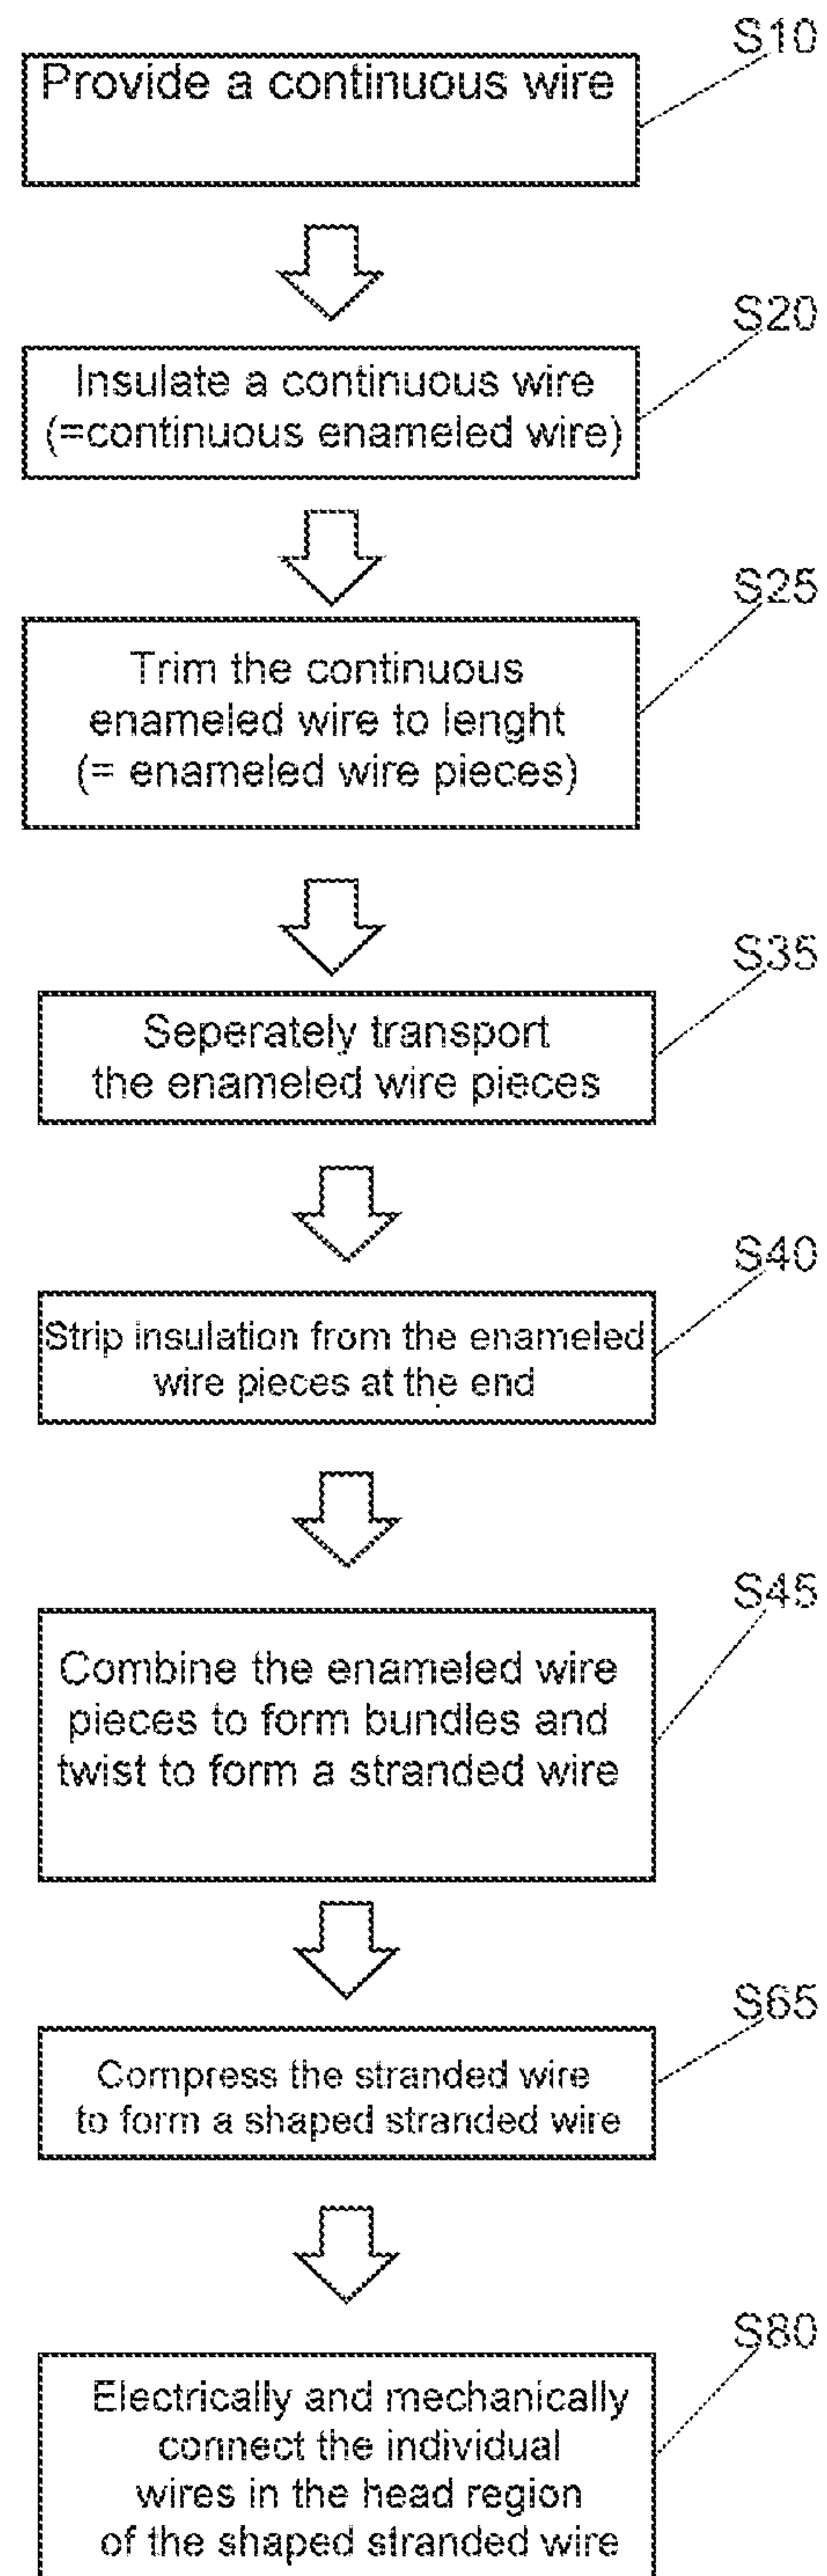 S10
Provide a continuous wire
S20
Insulate a continuous wire
(=continuous enameled wire)
S25
Trim the continuous
enameled wire to lenght
(= enameled wire pieces)
S35
Seperately transport
the enameled wire pieces
S40
Strip insulation from the enameled
wire pieces at the end
S45
Combine the enameled wire
pieces to form bundles and
twist to form a stranded wire
S65
Compress the stranded wire
to form a shaped stranded wire
S80
Electrically and mechanically
connect the individual
wires in the head region
of the shaped stranded wire